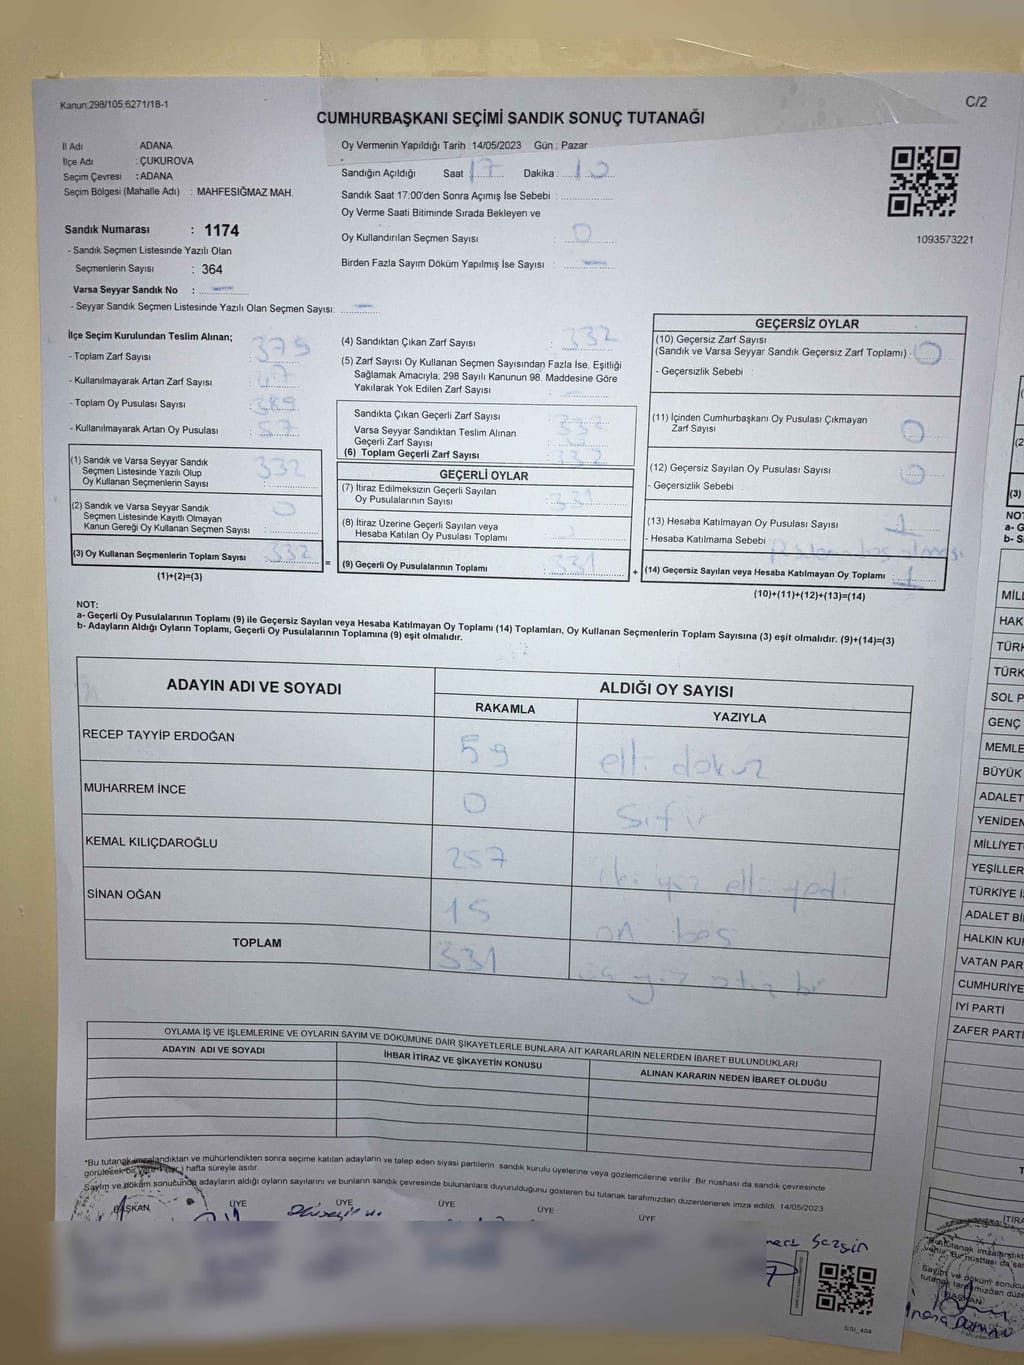 Kanun:298/105;6271/18-1
C/2
CUMHURBAŞKANI SEÇİMİ SANDIK SONUÇ TUTANAĞI
İl Adı : ADANA
İlçe Adı : ÇUKUROVA
Seçim Çevresi : ADANA
Seçim Bölgesi (Mahalle Adı) : MAHFESIĞMAZ MAH.
Sandık Numarası : 1174
- Sandık Seçmen Listesinde Yazılı Olan
Seçmenlerin Sayısı : 364
Varsa Seyyar Sandık No : -
- Seyyar Sandık Seçmen Listesinde Yazılı Olan Seçmen Sayısı: -
Oy Vermenin Yapıldığı Tarih : 14/05/2023 Gün : Pazar
Sandığın Açıldığı Saat : 17 Dakika : 10
Sandık Saat 17:00'den Sonra Açımış İse Sebebi :
Oy Verme Saati Bitiminde Sırada Bekleyen ve
Oy Kullandırılan Seçmen Sayısı : 0
Birden Fazla Sayım Döküm Yapılmış İse Sayısı : -
1093573221
İlçe Seçim Kurulundan Teslim Alınan;
- Toplam Zarf Sayısı : 379
- Kullanılmayarak Artan Zarf Sayısı : 47
- Toplam Oy Pusulası Sayısı : 389
- Kullanılmayarak Artan Oy Pusulası : 57
(1) Sandık ve Varsa Seyyar Sandık
Seçmen Listesinde Yazılı Olup
Oy Kullanan Seçmenlerin Sayısı : 332
(2) Sandık ve Varsa Seyyar Sandık
Seçmen Listesinde Kayıtlı Olmayan
Kanun Gereği Oy Kullanan Seçmen Sayısı : 0
(3) Oy Kullanan Seçmenlerin Toplam Sayısı : 332
(1)+(2)=(3)
(4) Sandıktan Çıkan Zarf Sayısı : 332
(5) Zarf Sayısı Oy Kullanan Seçmen Sayısından Fazla İse, Eşitliği
Sağlamak Amacıyla, 298 Sayılı Kanunun 98. Maddesine Göre
Yakılarak Yok Edilen Zarf Sayısı : -
Sandıkta Çıkan Geçerli Zarf Sayısı : 332
Varsa Seyyar Sandıktan Teslim Alınan
Geçerli Zarf Sayısı :
(6) Toplam Geçerli Zarf Sayısı : 332
GEÇERLİ OYLAR
(7) İtiraz Edilmeksizin Geçerli Sayılan
Oy Pusulalarının Sayısı : 331
(8) İtiraz Üzerine Geçerli Sayılan veya
Hesaba Katılan Oy Pusulası Toplamı :
(9) Geçerli Oy Pusulalarının Toplamı : 331
=
+
GEÇERSİZ OYLAR
(10) Geçersiz Zarf Sayısı
(Sandık ve Varsa Seyyar Sandık Geçersiz Zarf Toplamı) : 0
- Geçersizlik Sebebi :
(11) İçinden Cumhurbaşkanı Oy Pusulası Çıkmayan
Zarf Sayısı : 0
(12) Geçersiz Sayılan Oy Pusulası Sayısı : 0
- Geçersizlik Sebebi :
(13) Hesaba Katılmayan Oy Pusulası Sayısı : 1
- Hesaba Katılmama Sebebi : boş olması
(14) Geçersiz Sayılan veya Hesaba Katılmayan Oy Toplamı : 1
(10)+(11)+(12)+(13)=(14)
NOT:
a- Geçerli Oy Pusulalarının Toplamı (9) ile Geçersiz Sayılan veya Hesaba Katılmayan Oy Toplamı (14) Toplamları, Oy Kullanan Seçmenlerin Toplam Sayısına (3) eşit olmalıdır. (9)+(14)=(3)
b- Adayların Aldığı Oyların Toplamı, Geçerli Oy Pusulalarının Toplamına (9) eşit olmalıdır.
ADAYIN ADI VE SOYADI
ALDIĞI OY SAYISI
RAKAMLA YAZIYLA
RECEP TAYYİP ERDOĞAN 59 elli dokuz
MUHARREM İNCE 0 sıfır
KEMAL KILIÇDAROĞLU 257 iki yüz elli yedi
SİNAN OĞAN 15 on beş
TOPLAM 331 üç yüz otuz bir
OYLAMA İŞ VE İŞLEMLERİNE VE OYLARIN SAYIM VE DÖKÜMÜNE DAİR ŞİKAYETLERLE BUNLARA AİT KARARLARIN NELERDEN İBARET BULUNDUKLARI
ADAYIN ADI VE SOYADI
İHBAR İTİRAZ VE ŞİKAYETİN KONUSU
ALINAN KARARIN NEDEN İBARET OLDUĞU
*Bu tutanak imzalandıktan ve mühürlendikten sonra seçime katılan adayların ve talep eden siyasi partilerin sandık kurulu üyelerine veya gözlemcilerine verilir. Bir nüshası da sandık çevresinde
görülecek bir yere 1 (bir) hafta süreyle asılır.
Sayım ve döküm sonucunda adayların aldığı oyların sayılarını ve bunların sandık çevresinde bulunanlara duyurulduğunu gösteren bu tutanak tarafımızdan düzenlenerek imza edildi. 14/05/2023
BAŞKAN ÜYE ÜYE ÜYE ÜYE ÜYE
Sezgin
(2
(3)
NOT
a- G
b- S
MİLL
HAK
TÜRK
TÜRK
SOL P
GENÇ
MEMLE
BÜYÜK
ADALET
YENİDEN
MİLLİYET
YEŞİLLER
TÜRKİYE İ
ADALET Bİ
HALKIN KU
VATAN PAR
CUMHURİYE
İYİ PARTİ
ZAFER PARTİ
T
İTİRA
BAŞKAN